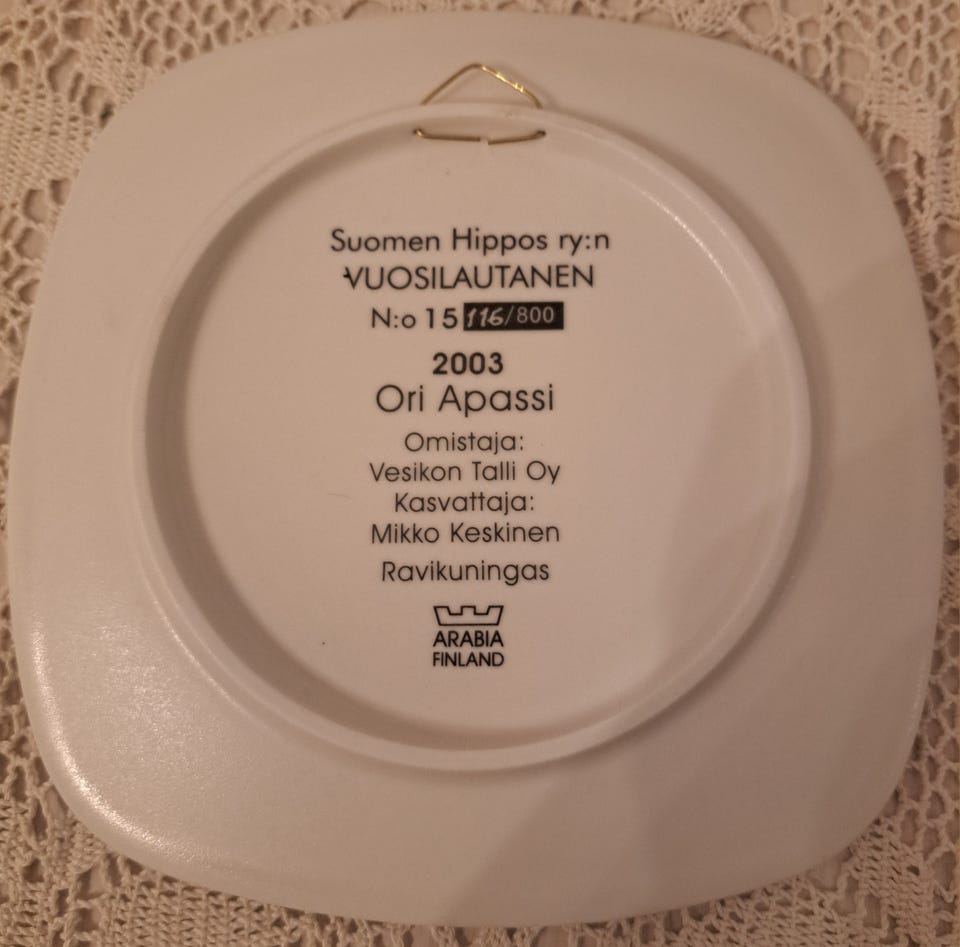 Suomen Hippos ry:n
VUOSILAUTANEN
N:o 15 116/800
2003
Ori Apassi
Omistaja:
Vesikon Talli Oy
Kasvattaja:
Mikko Keskinen
Ravikuningas
ARABIA
FINLAND